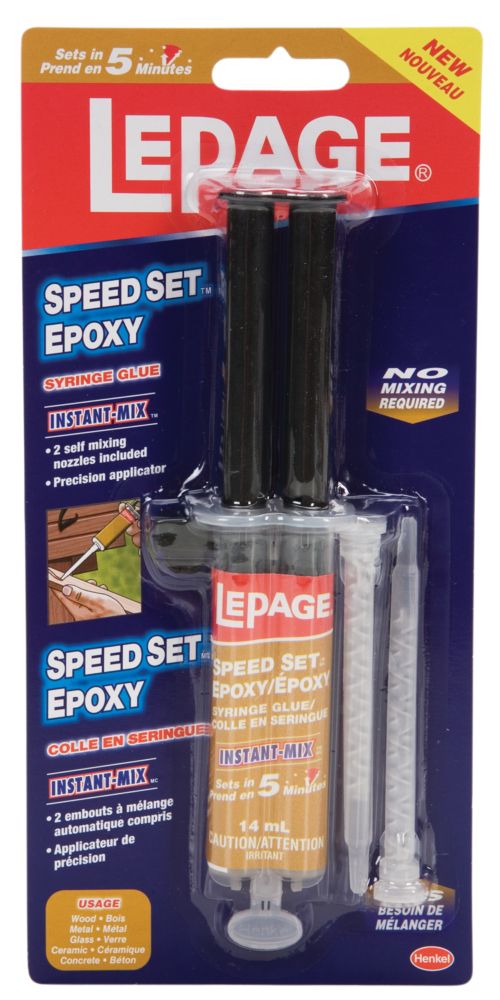 Sets in
Prend en 5 Minutes
NEW
NOUVEAU
LEPAGE®
SPEED SET™
EPOXY
SYRINGE GLUE
INSTANT-MIX™
• 2 self mixing
nozzles included
• Precision applicator
NO
MIXING
REQUIRED
SPEED SET
EPOXY
COLLE EN SERINGUE
INSTANT-MIX MC
• 2 embouts à mélange
automatique compris
• Applicateur de
précision
USAGE
Wood • Bois
Metal • Métal
Glass • Verre
Ceramic • Céramique
Concrete • Béton
LEPAGE
SPEED SET
EPOXY/ÉPOXY
SYRINGE GLUE/
COLLE EN SERINGUE
INSTANT-MIX
Sets in
Prend en 5 Minutes
14 mL
CAUTION/ATTENTION
IRRITANT
BESOIN DE
MÉLANGER
Henkel